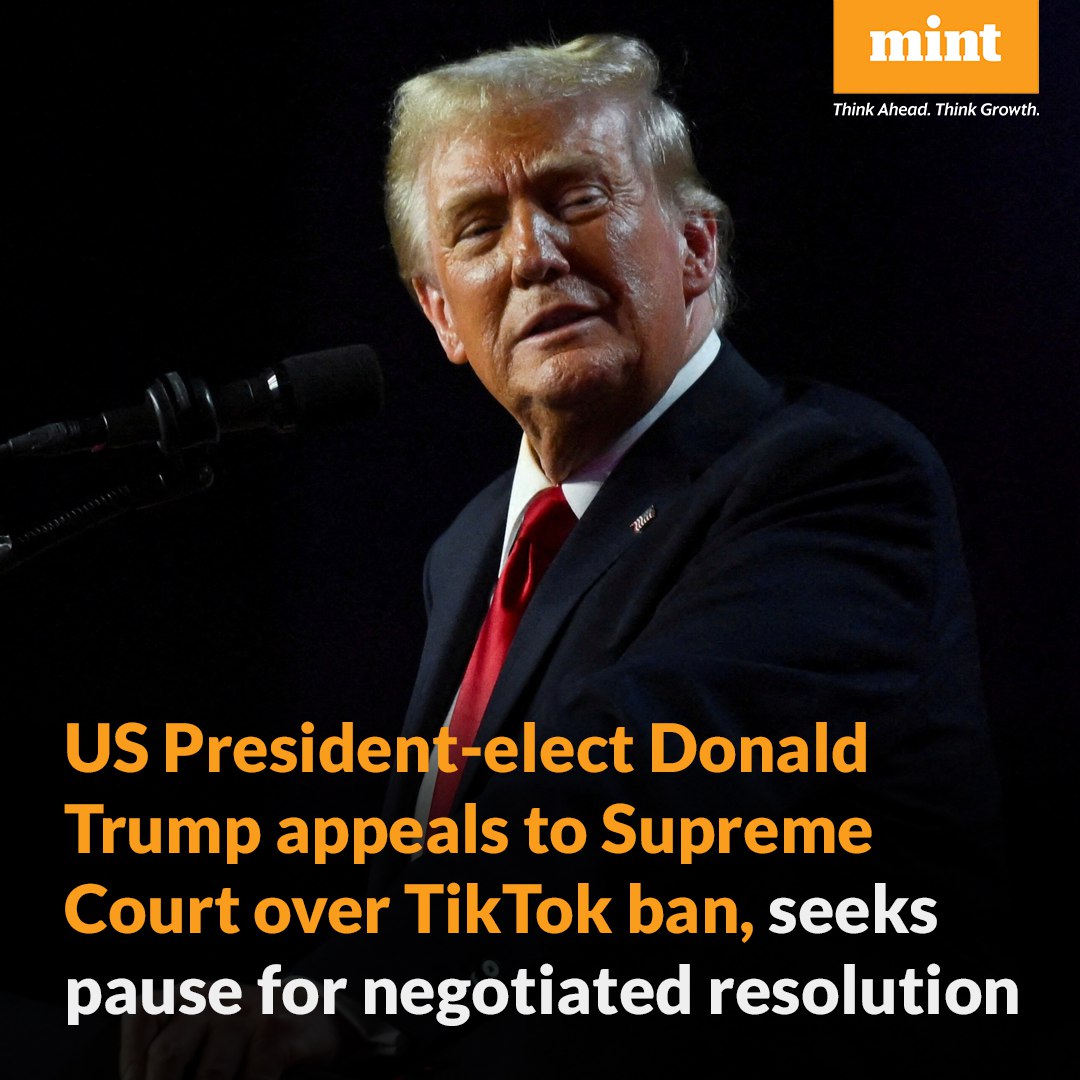 mint
Think Ahead. Think Growth.
US President-elect Donald
Trump appeals to Supreme
Court over TikTok ban, seeks
pause for negotiated resolution